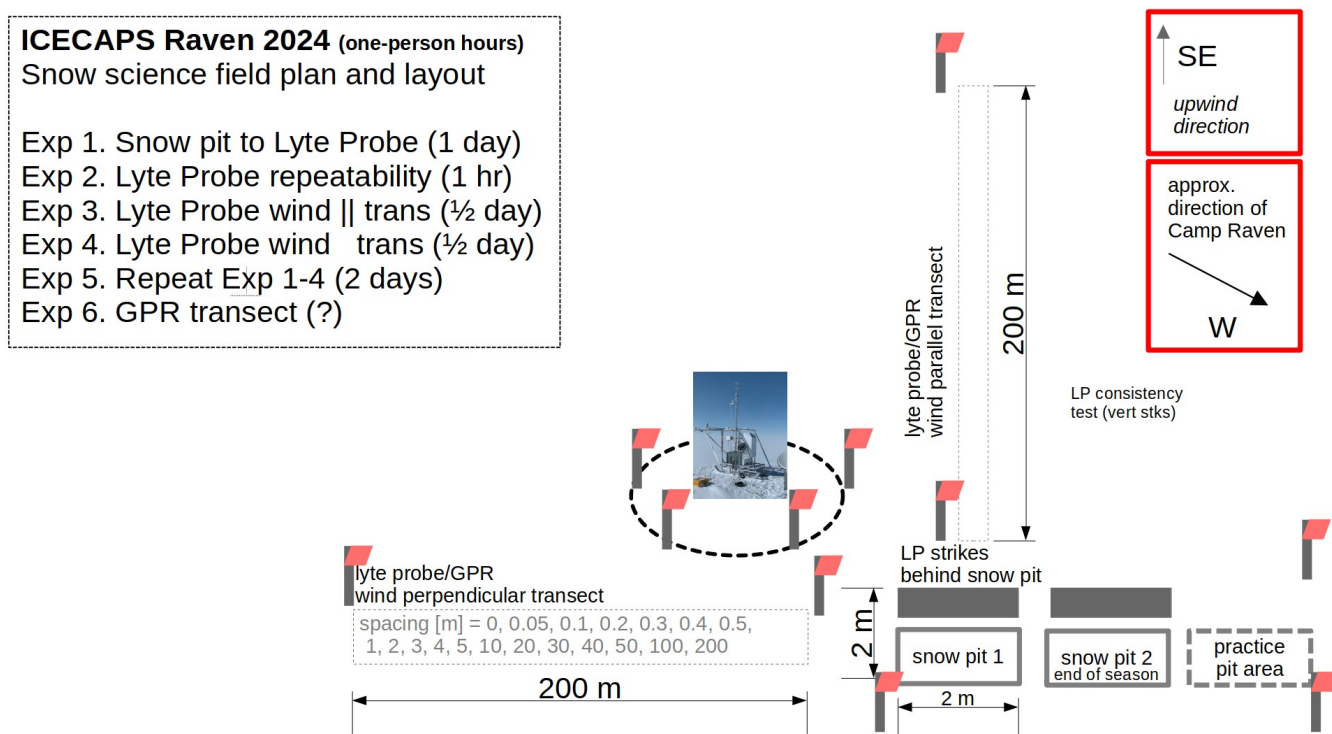 ICECAPS Raven 2024 (one-person hours)
Snow science field plan and layout
Exp 1. Snow pit to Lyte Probe (1 day)
Exp 2. Lyte Probe repeatability (1 hr)
Exp 3. Lyte Probe wind || trans (½ day)
Exp 4. Lyte Probe wind   trans (½ day)
Exp 5. Repeat Exp 1-4 (2 days)
Exp 6. GPR transect (?)
SE
upwind
direction
approx.
direction of
Camp Raven
W
lyte probe/GPR
wind parallel transect
200 m
LP consistency
test (vert stks)
lyte probe/GPR
wind perpendicular transect
spacing [m] = 0, 0.05, 0.1, 0.2, 0.3, 0.4, 0.5,
1, 2, 3, 4, 5, 10, 20, 30, 40, 50, 100, 200
200 m
LP strikes
behind snow pit
2 m
snow pit 1
2 m
snow pit 2
end of season
practice
pit area